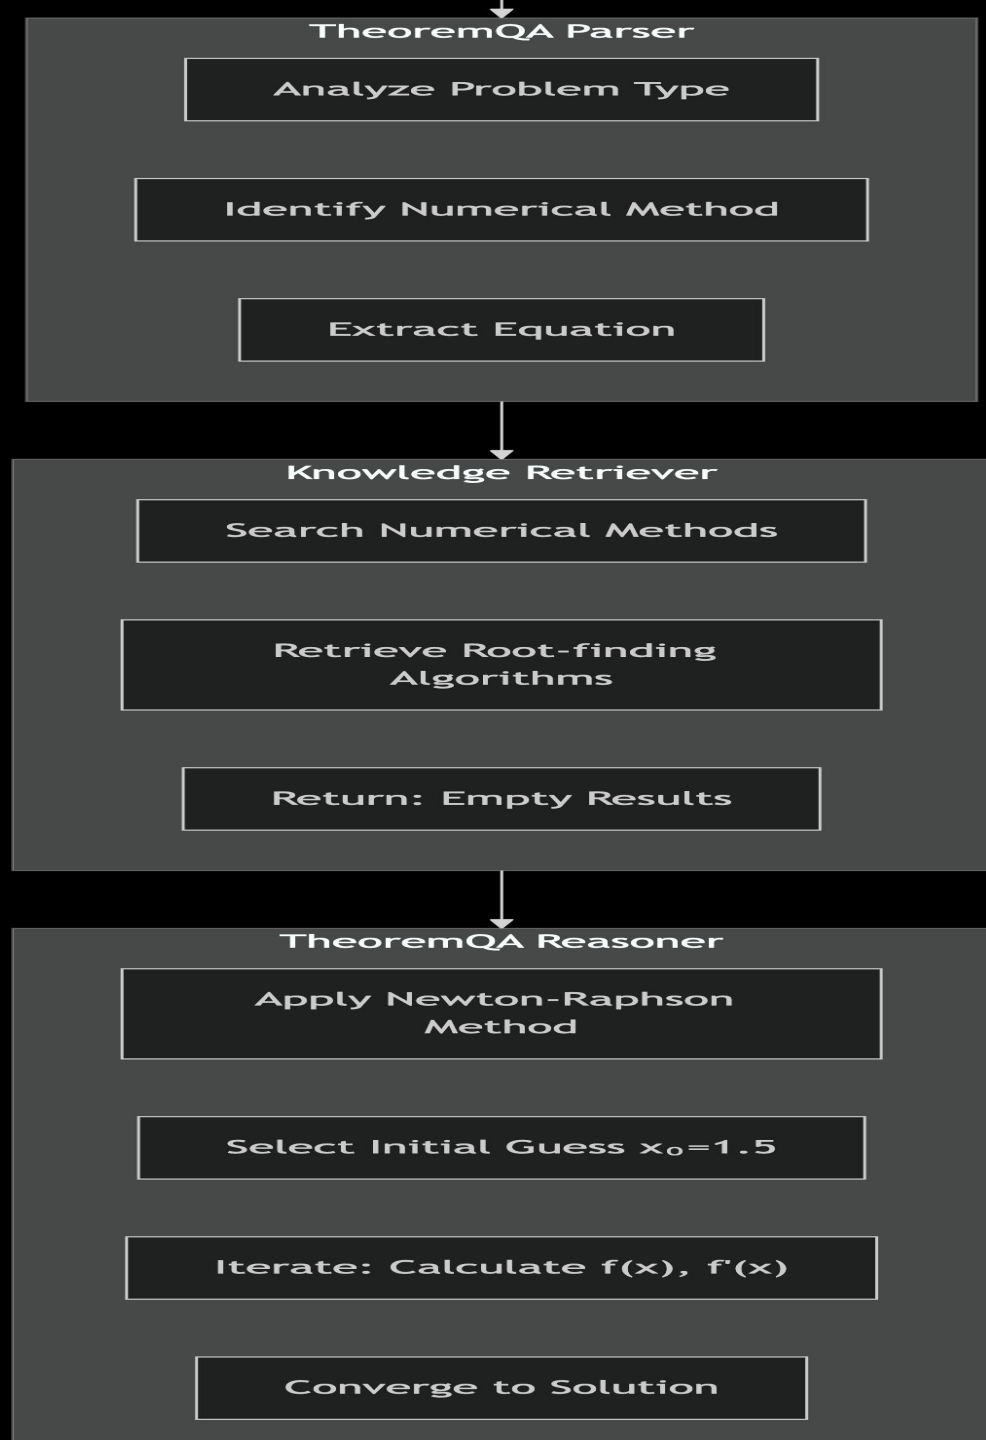 TheoremQA Parser
Analyze Problem Type
Identify Numerical Method
Extract Equation
Knowledge Retriever
Search Numerical Methods
Retrieve Root-finding
Algorithms
Return: Empty Results
TheoremQA Reasoner
Apply Newton-Raphson
Method
Select Initial Guess x₀=1.5
Iterate: Calculate f(x), f'(x)
Converge to Solution